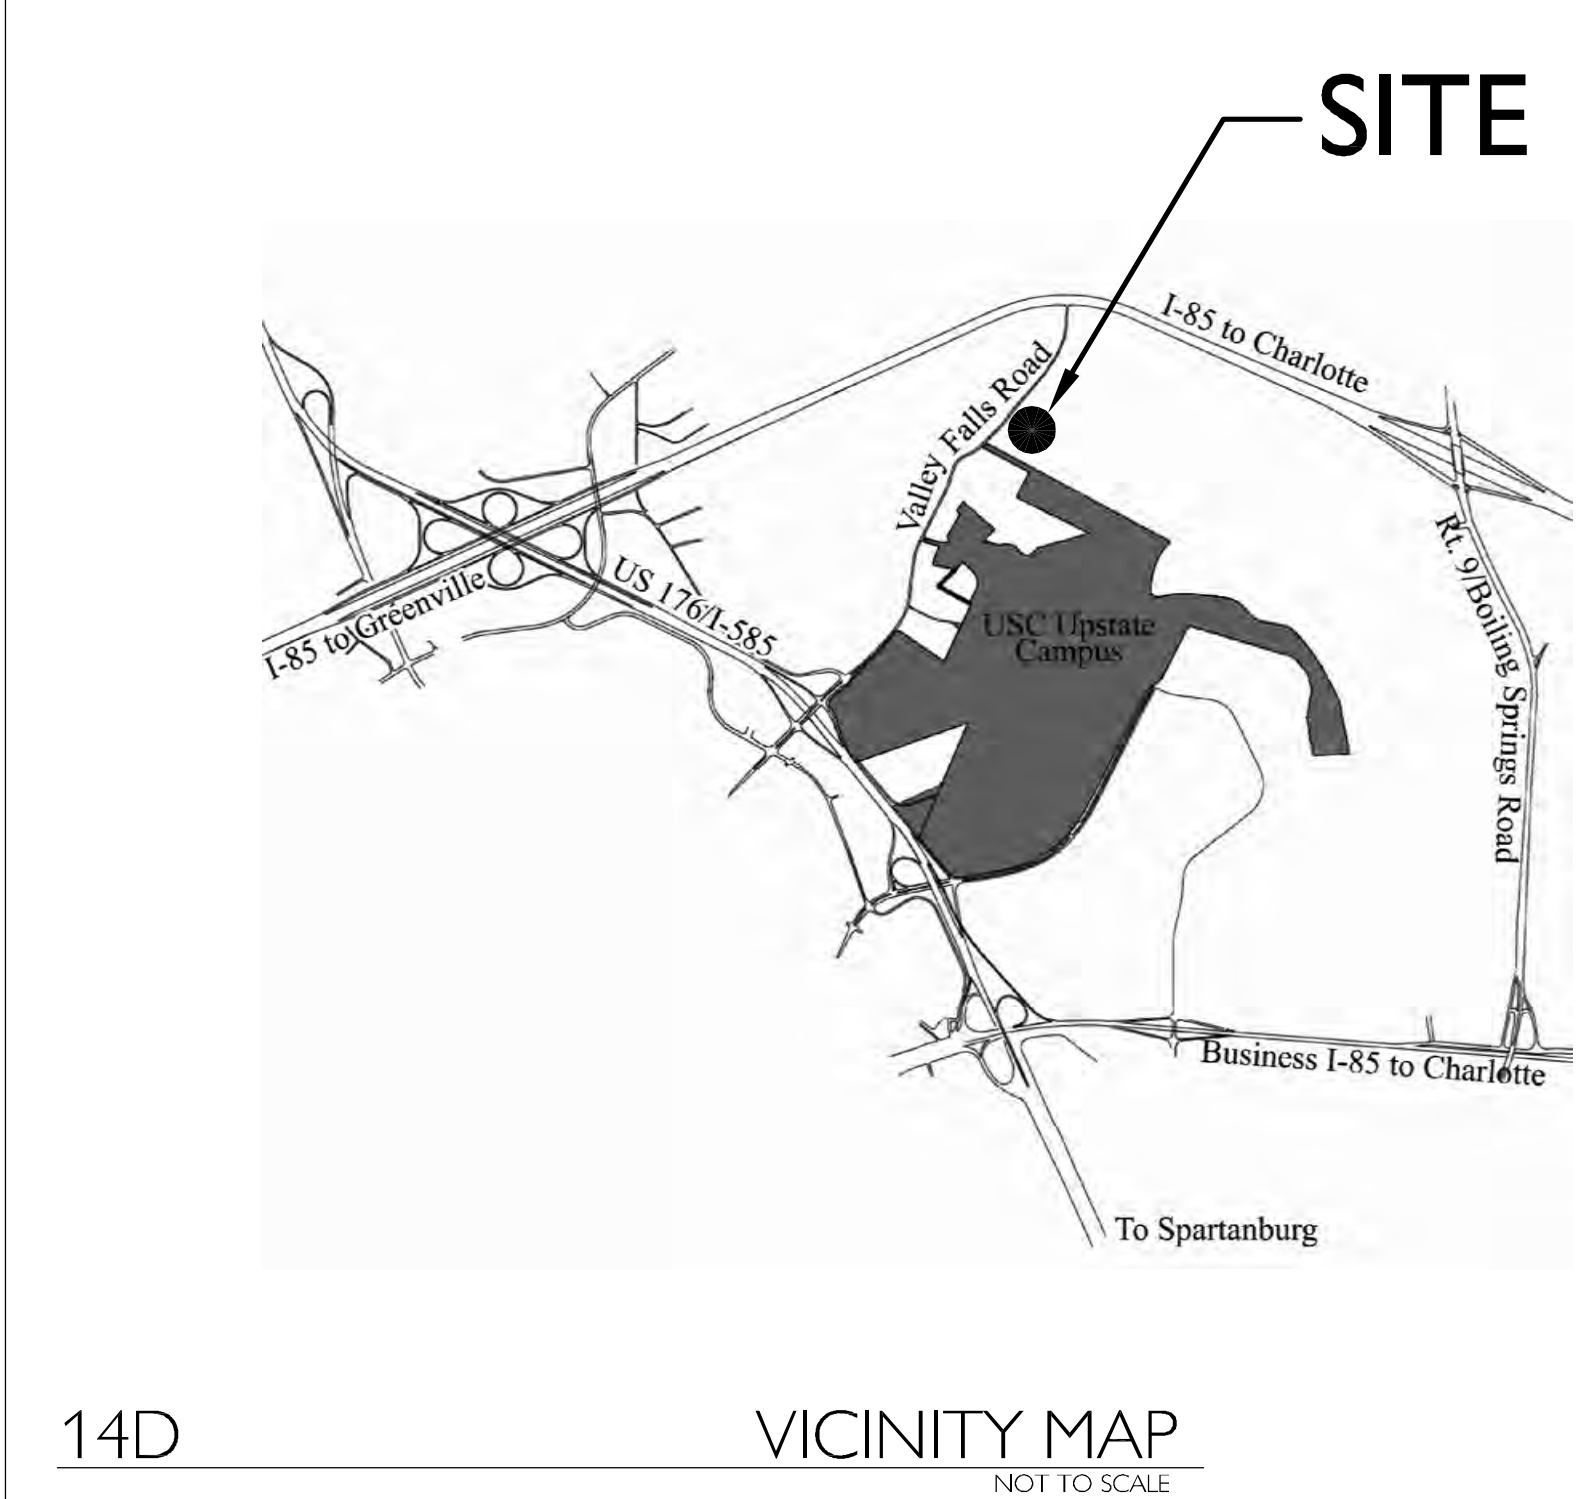 SITE
I-85 to Charlotte
Valley Falls Road
Rt. 9/Boiling Springs Road
US 176/I-585
I-85 to Greenville
USC Upstate
Campus
Business I-85 to Charlotte
To Spartanburg
14D
VICINITY MAP
NOT TO SCALE